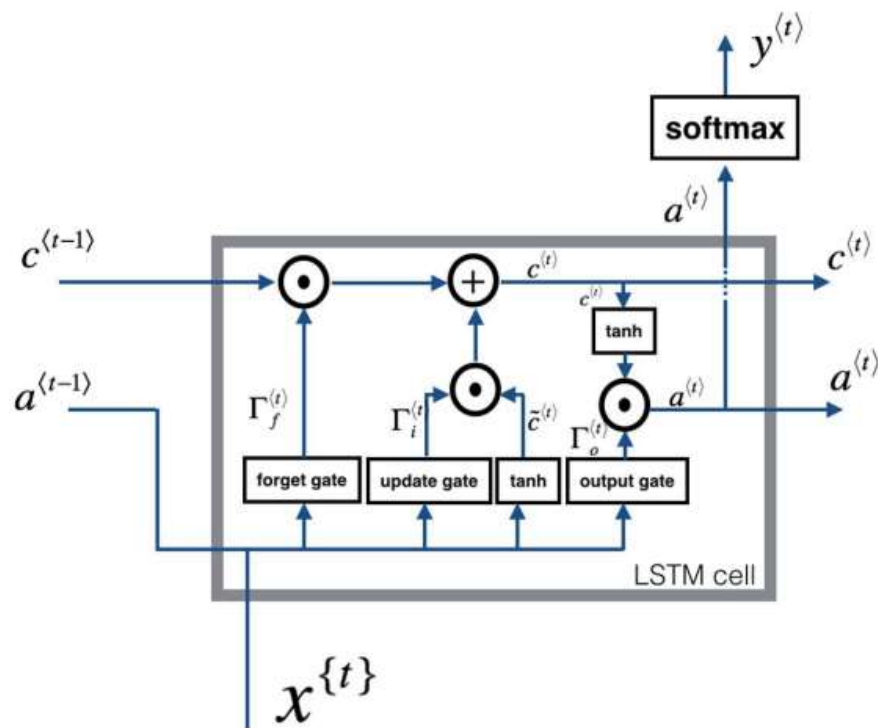 y⟨t⟩
softmax
a⟨t⟩
c⟨t−1⟩
c⟨t⟩
c⟨t⟩
c⟨t⟩
tanh
a⟨t−1⟩
a⟨t⟩
a⟨t⟩
Γf⟨t⟩
Γi⟨t
c̃⟨t⟩
Γo⟨t⟩
forget gate
update gate
tanh
output gate
LSTM cell
x{t}